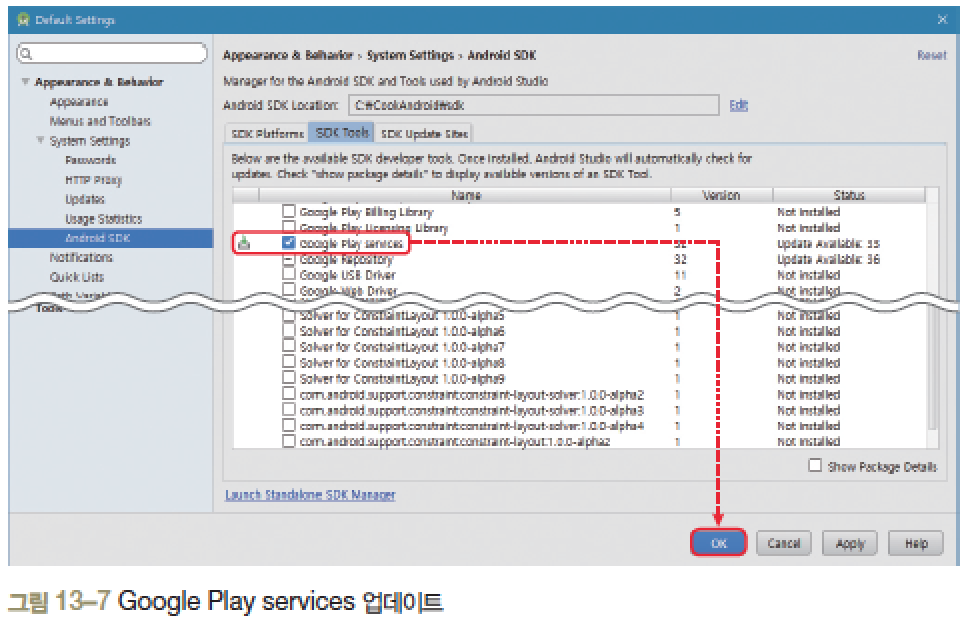 Default Settings
Appearance & Behavior › System Settings › Android SDK
Reset
Appearance & Behavior
Appearance
Menus and Toolbars
System Settings
Passwords
HTTP Proxy
Updates
Usage Statistics
Android SDK
Notifications
Quick Lists
Path Variabl
Tools
Manager for the Android SDK and Tools used by Android Studio
Android SDK Location: C:₩CookAndroid₩sdk Edit
SDK Platforms SDK Tools SDK Update Sites
Below are the available SDK developer tools. Once installed, Android Studio will automatically check for
updates. Check "show package details" to display available versions of an SDK Tool.
Name Version Status
Google Play Billing Library 5 Not installed
Google Play Licensing Library 1 Not installed
Google Play services 32 Update Available: 33
Google Repository 32 Update Available: 36
Google USB Driver 11 Not installed
Google Web Driver 2 Not installed
Solver for ConstraintLayout 1.0.0-alpha5 1 Not installed
Solver for ConstraintLayout 1.0.0-alpha6 1 Not installed
Solver for ConstraintLayout 1.0.0-alpha7 1 Not installed
Solver for ConstraintLayout 1.0.0-alpha8 1 Not installed
Solver for ConstraintLayout 1.0.0-alpha9 1 Not installed
com.android.support.constraint:constraint-layout-solver:1.0.0-alpha2 1 Not installed
com.android.support.constraint:constraint-layout-solver:1.0.0-alpha3 1 Not installed
com.android.support.constraint:constraint-layout-solver:1.0.0-alpha4 1 Not installed
com.android.support.constraint:constraint-layout:1.0.0-alpha2 1 Not installed
Show Package Details
Launch Standalone SDK Manager
OK Cancel Apply Help
그림 13–7 Google Play services 업데이트